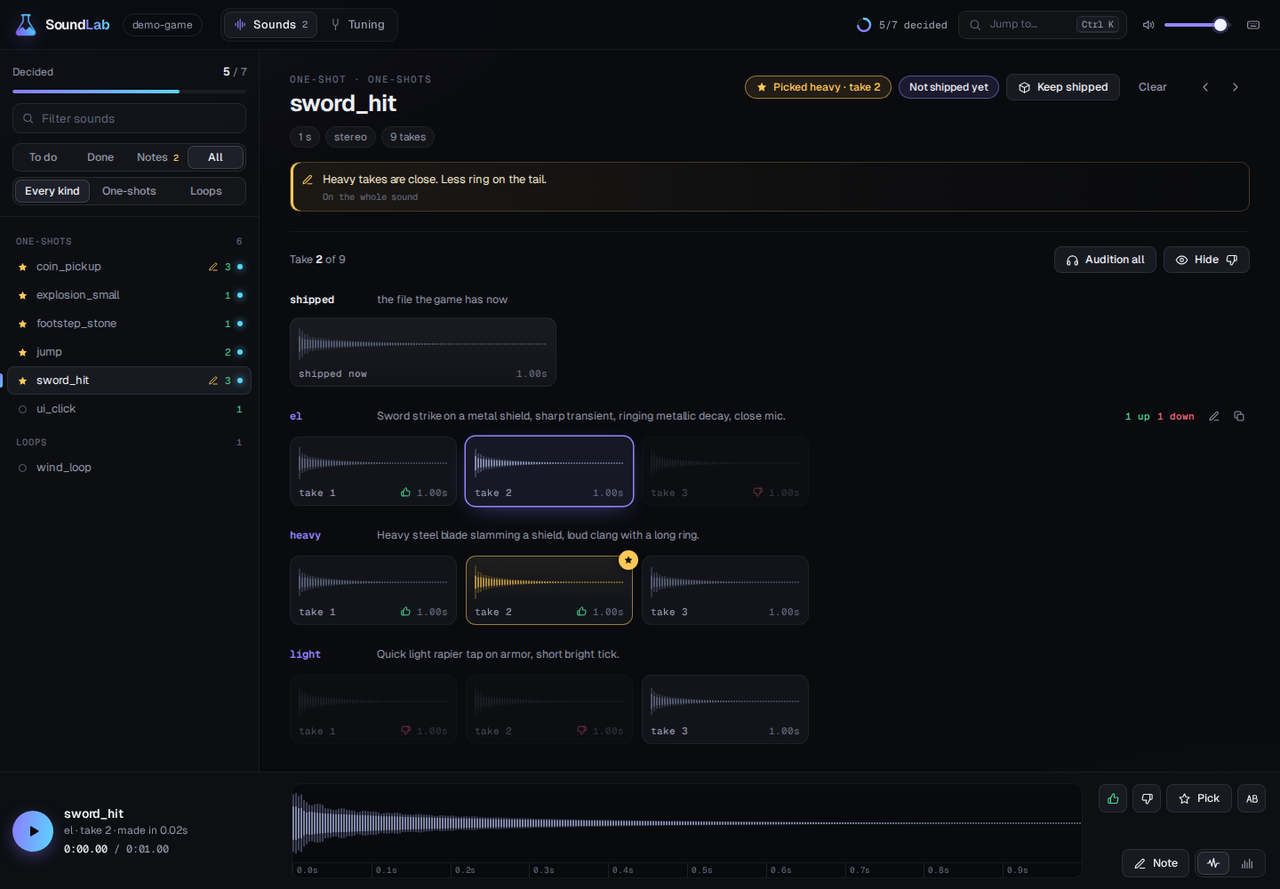 SoundLab demo-game Sounds 2 Tuning 5/7 decided Jump to... Ctrl K
Decided 5 / 7
Filter sounds
To do Done Notes 2 All
Every kind One-shots Loops
ONE-SHOTS 6
coin_pickup 3
explosion_small 1
footstep_stone 1
jump 2
sword_hit 3
ui_click 1
LOOPS 1
wind_loop
ONE-SHOT · ONE-SHOTS
sword_hit
Picked heavy · take 2 Not shipped yet Keep shipped Clear
1 s stereo 9 takes
Heavy takes are close. Less ring on the tail.
On the whole sound
Take 2 of 9 Audition all Hide
shipped the file the game has now
shipped now 1.00s
el Sword strike on a metal shield, sharp transient, ringing metallic decay, close mic. 1 up 1 down
take 1 1.00s take 2 1.00s take 3 1.00s
heavy Heavy steel blade slamming a shield, loud clang with a long ring.
take 1 1.00s take 2 1.00s take 3 1.00s
light Quick light rapier tap on armor, short bright tick.
take 1 1.00s take 2 1.00s take 3 1.00s
sword_hit
el · take 2 · made in 0.02s
0:00.00 / 0:01.00
0.0s 0.1s 0.2s 0.3s 0.4s 0.5s 0.6s 0.7s 0.8s 0.9s
Pick AB
Note